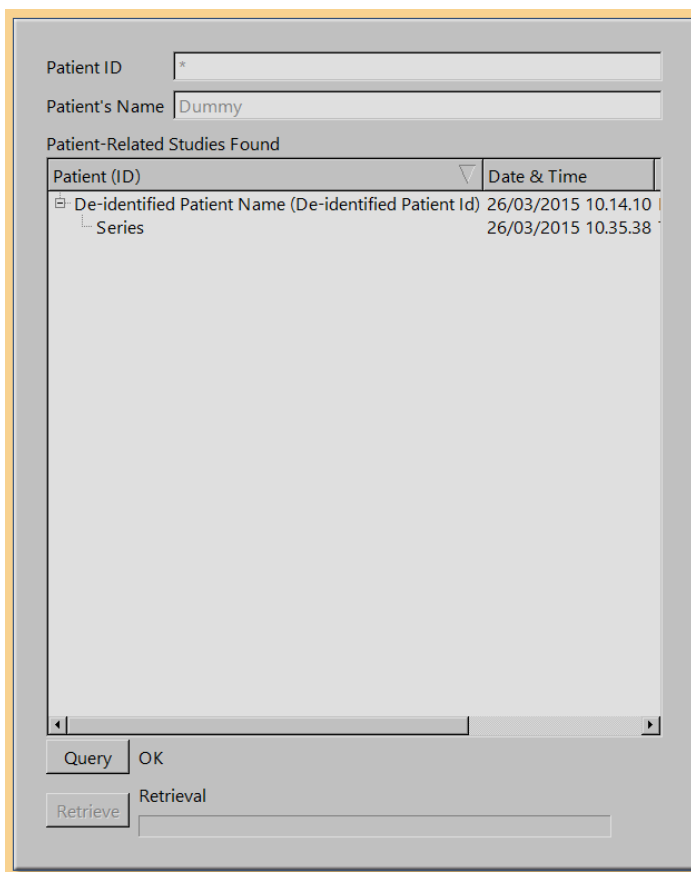 Patient ID *
Patient's Name Dummy
Patient-Related Studies Found
Patient (ID) Date & Time
De-identified Patient Name (De-identified Patient Id) 26/03/2015 10.14.10
Series 26/03/2015 10.35.38
Query OK
Retrieval
Retrieve